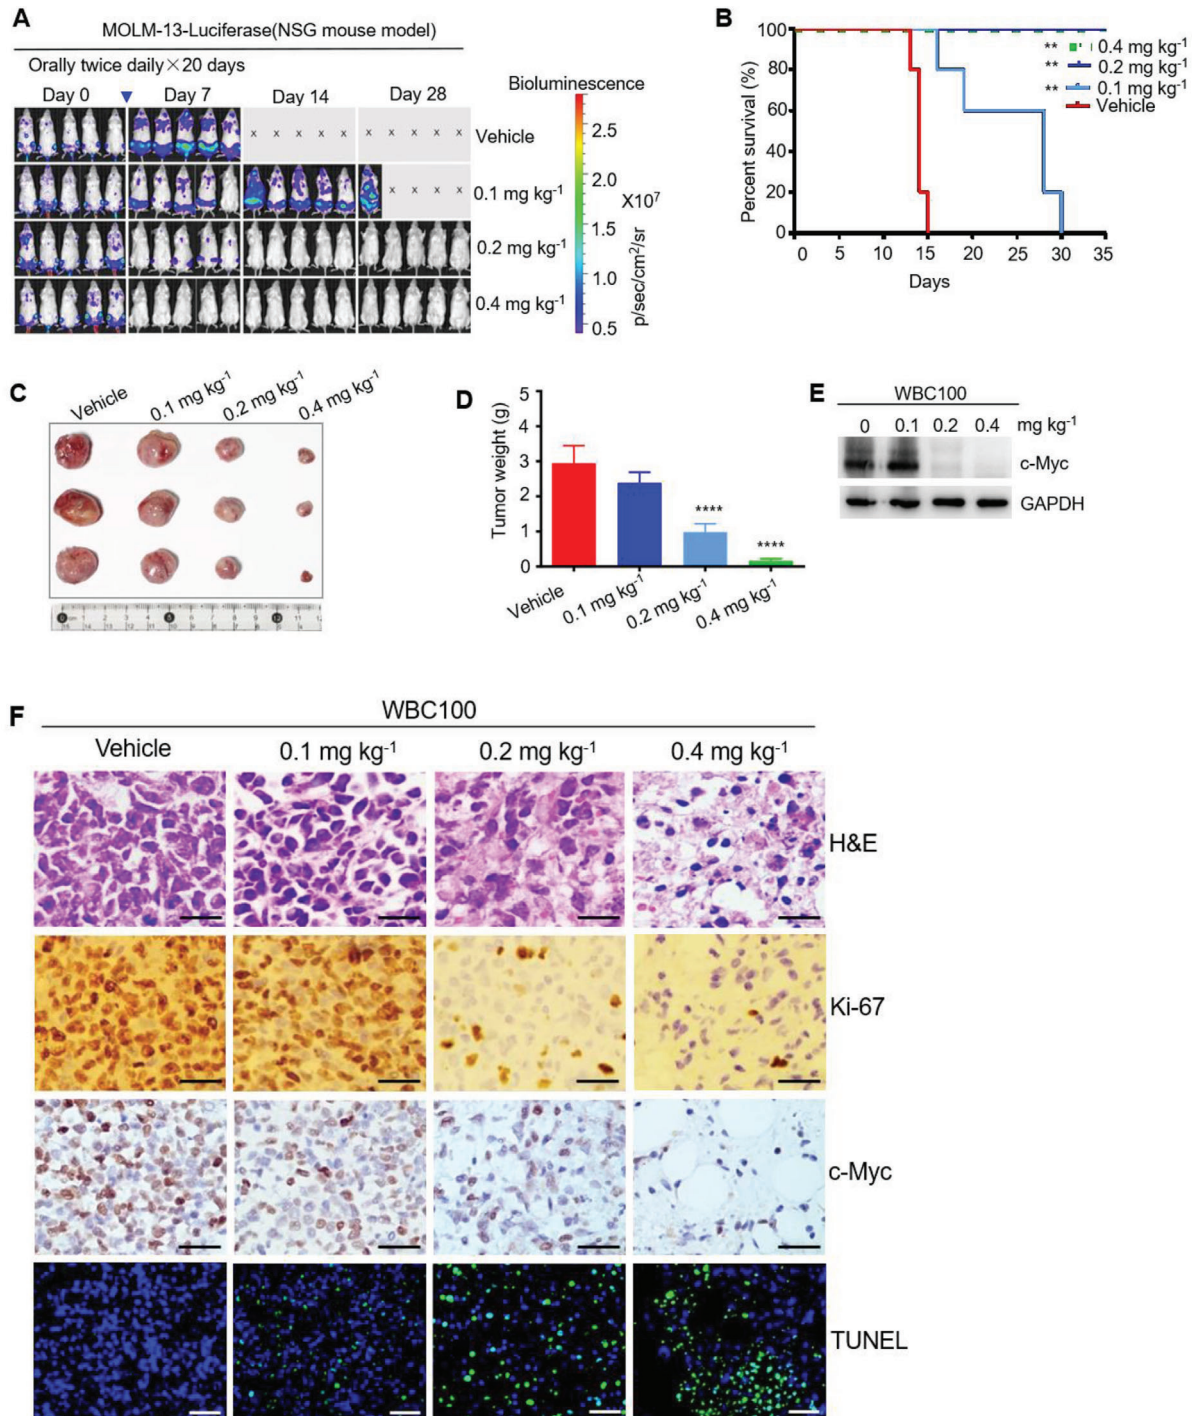 A
MOLM-13-Luciferase(NSG mouse model)
Orally twice daily×20 days
Day 0 Day 7 Day 14 Day 28
Bioluminescence
x x x x x x x x x x
Vehicle
x x x x
0.1 mg kg-1
0.2 mg kg-1
0.4 mg kg-1
2.5
2.0
1.5
1.0
0.5
X10⁷
p/sec/cm²/sr
B
Percent survival (%)
100
80
60
40
20
0
0 5 10 15 20 25 30 35
Days
** 0.4 mg kg-1
** 0.2 mg kg-1
** 0.1 mg kg-1
Vehicle
C
Vehicle 0.1 mg kg-1 0.2 mg kg-1 0.4 mg kg-1
D
Tumor weight (g)
5
4
3
2
1
0
****
****
Vehicle 0.1 mg kg-1 0.2 mg kg-1 0.4 mg kg-1
E
WBC100
0 0.1 0.2 0.4 mg kg-1
c-Myc
GAPDH
F
WBC100
Vehicle 0.1 mg kg-1 0.2 mg kg-1 0.4 mg kg-1
H&E
Ki-67
c-Myc
TUNEL